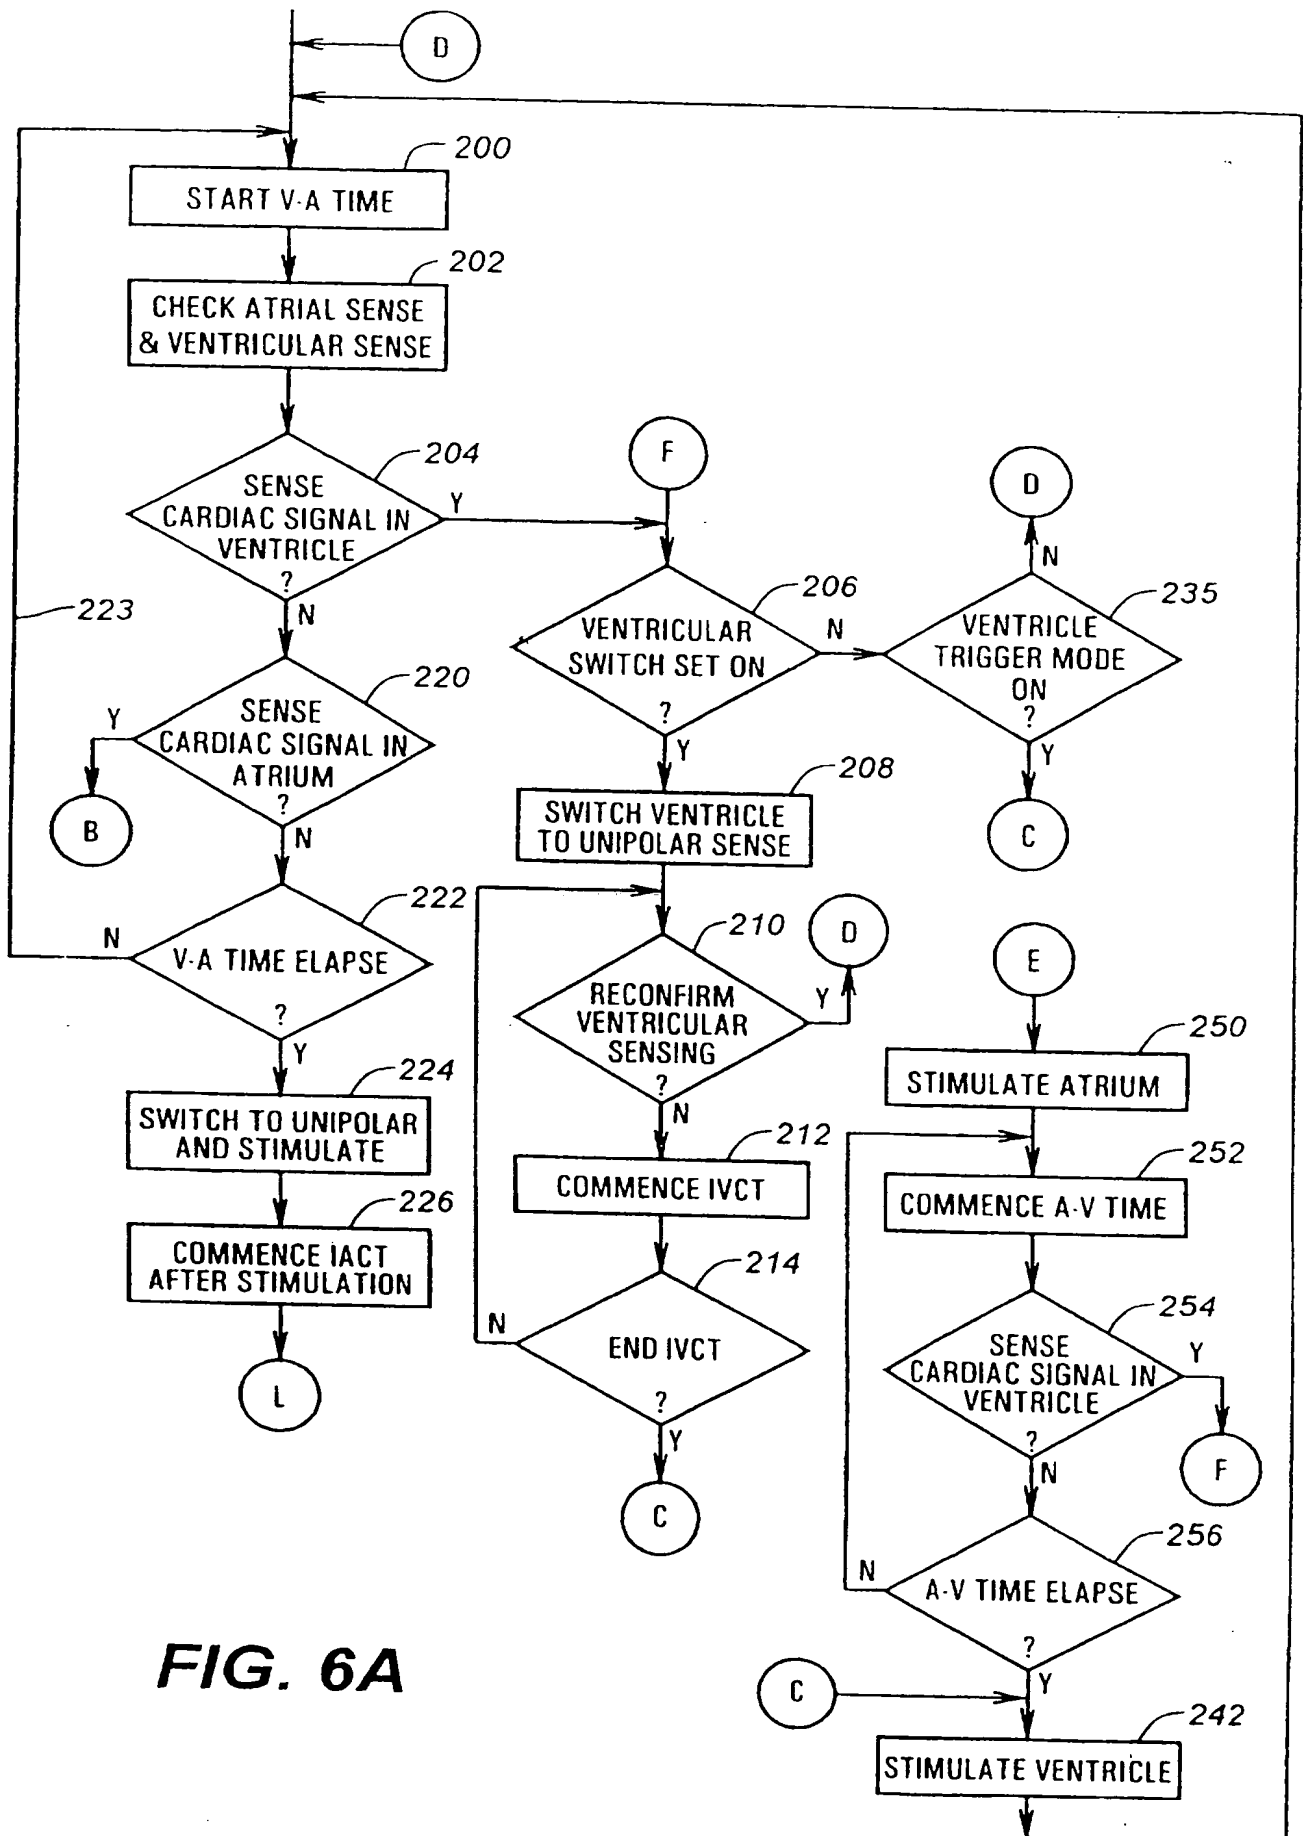 D
200
START V-A TIME
202
CHECK ATRIAL SENSE
& VENTRICULAR SENSE
204
SENSE
CARDIAC SIGNAL IN
VENTRICLE
?
Y
N
223
220
SENSE
CARDIAC SIGNAL IN
ATRIUM
?
Y
N
B
222
V-A TIME ELAPSE
?
N
Y
224
SWITCH TO UNIPOLAR
AND STIMULATE
226
COMMENCE IACT
AFTER STIMULATION
L
F
206
VENTRICULAR
SWITCH SET ON
?
N
Y
D
N
235
VENTRICLE
TRIGGER MODE
ON
?
Y
C
208
SWITCH VENTRICLE
TO UNIPOLAR SENSE
210
RECONFIRM
VENTRICULAR
SENSING
?
Y
D
N
212
COMMENCE IVCT
214
END IVCT
?
N
Y
C
E
250
STIMULATE ATRIUM
252
COMMENCE A-V TIME
254
SENSE
CARDIAC SIGNAL IN
VENTRICLE
?
Y
F
N
256
A-V TIME ELAPSE
?
N
Y
C
242
STIMULATE VENTRICLE
FIG. 6A